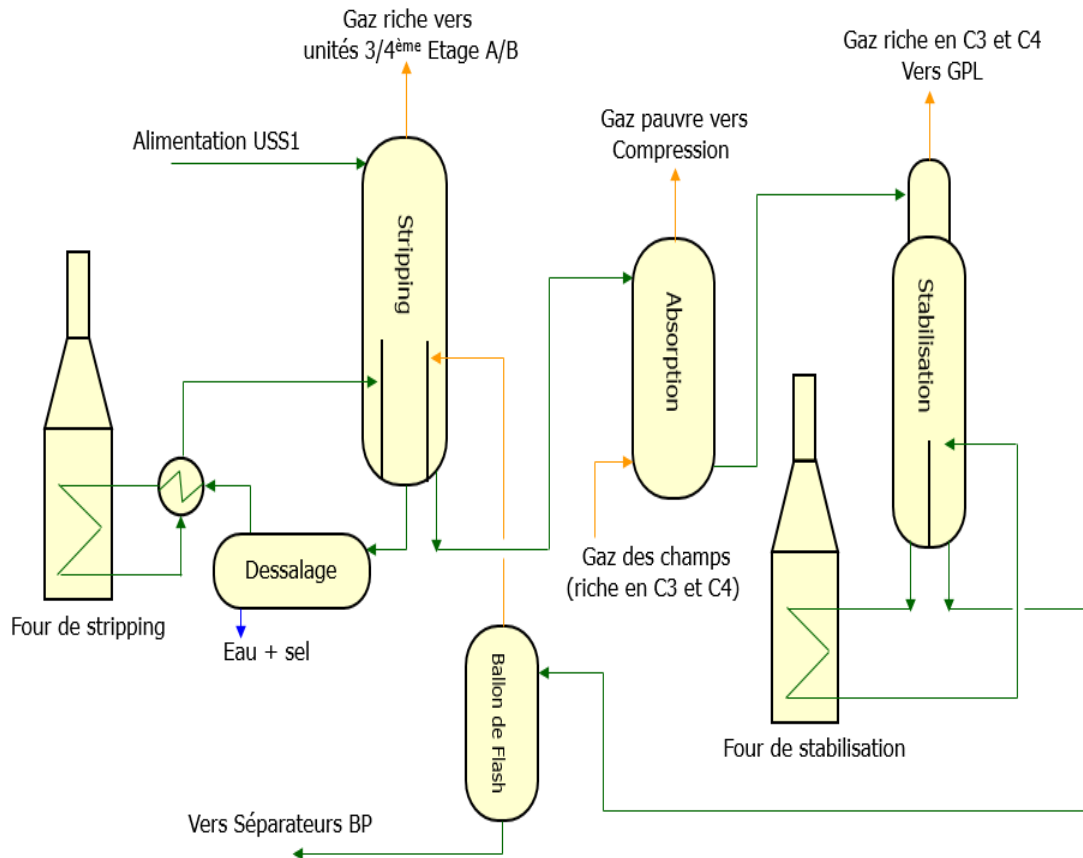 Gaz riche vers
unités 3/4ème Etage A/B
Gaz riche en C3 et C4
Vers GPL
Gaz pauvre vers
Compression
Alimentation USS1
Stripping
Absorption
Stabilisation
Dessalage
Gaz des champs
(riche en C3 et C4)
Four de stripping
Eau + sel
Ballon de Flash
Four de stabilisation
Vers Séparateurs BP